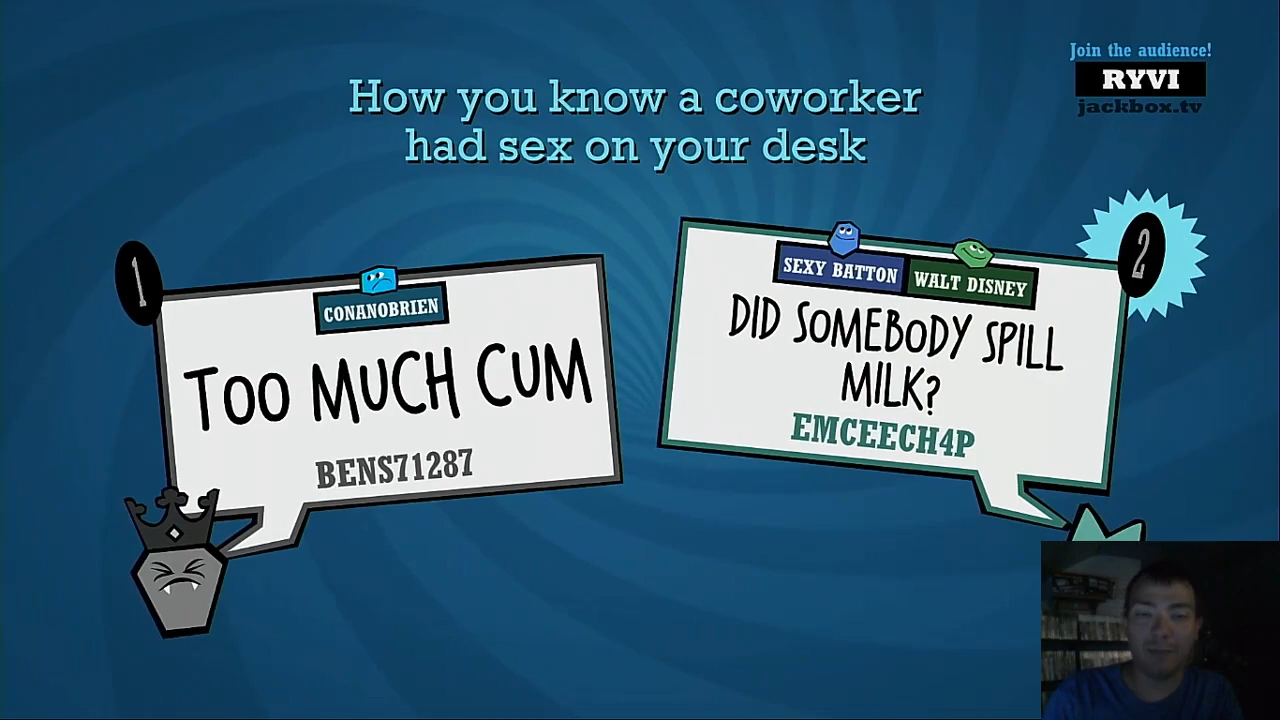 Join the audience!
RYVI
jackbox.tv
How you know a coworker
had sex on your desk
1
CONANOBRIEN
TOO MUCH CUM
BENS71287
2
SEXY BATTON WALT DISNEY
DID SOMEBODY SPILL
MILK?
EMCEECH4P